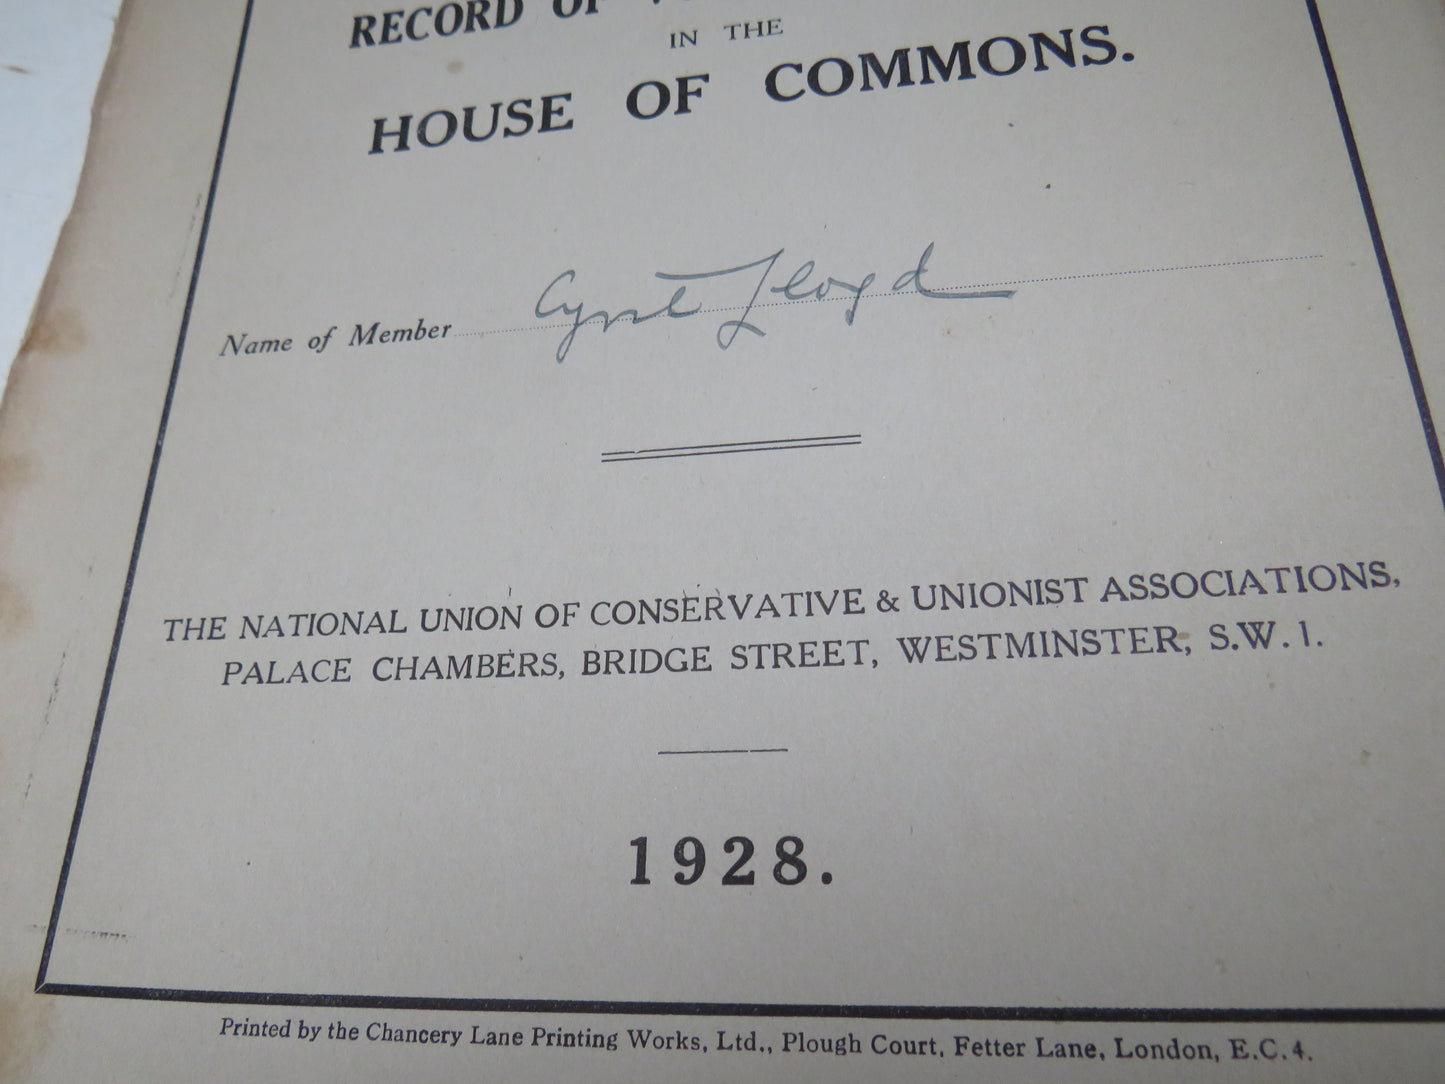 RECORD OF
IN THE
HOUSE OF COMMONS.
Name of Member Cyril Lloyd
THE NATIONAL UNION OF CONSERVATIVE & UNIONIST ASSOCIATIONS,
PALACE CHAMBERS, BRIDGE STREET, WESTMINSTER, S.W. 1.
1928.
Printed by the Chancery Lane Printing Works, Ltd., Plough Court, Fetter Lane, London, E.C. 4.